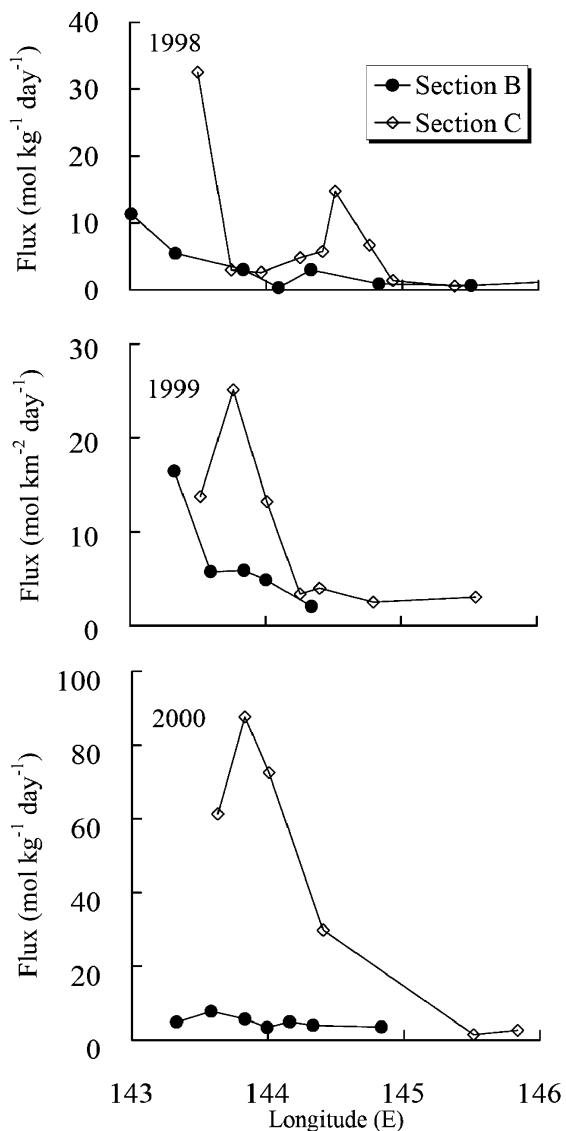 40
1998
30
20
10
0
Flux (mol kg⁻¹ day⁻¹)
Section B
Section C
30
1999
20
10
0
Flux (mol km⁻² day⁻¹)
100
2000
80
60
40
20
0
Flux (mol kg⁻¹ day⁻¹)
143 144 145 146
Longitude (E)